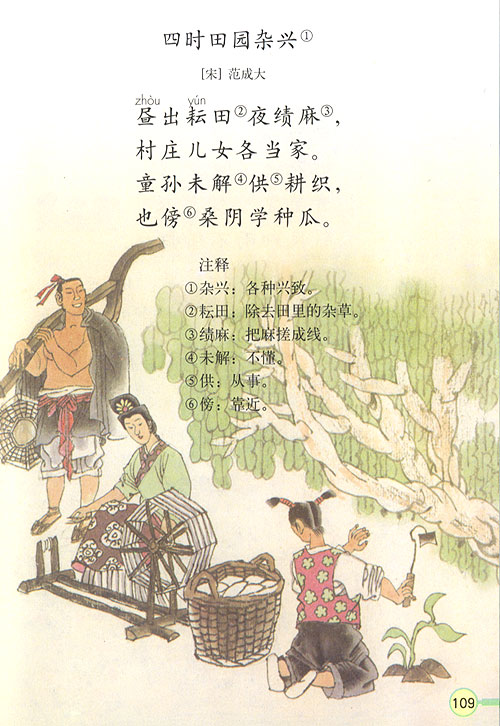 四时田园杂兴①
[宋] 范成大
zhòu yún
昼出耘田②夜绩麻③，
村庄儿女各当家。
童孙未解④供⑤耕织，
也傍⑥桑阴学种瓜。
注释
①杂兴：各种兴致。
②耘田：除去田里的杂草。
③绩麻：把麻搓成线。
④未解：不懂。
⑤供：从事。
⑥傍：靠近。
109